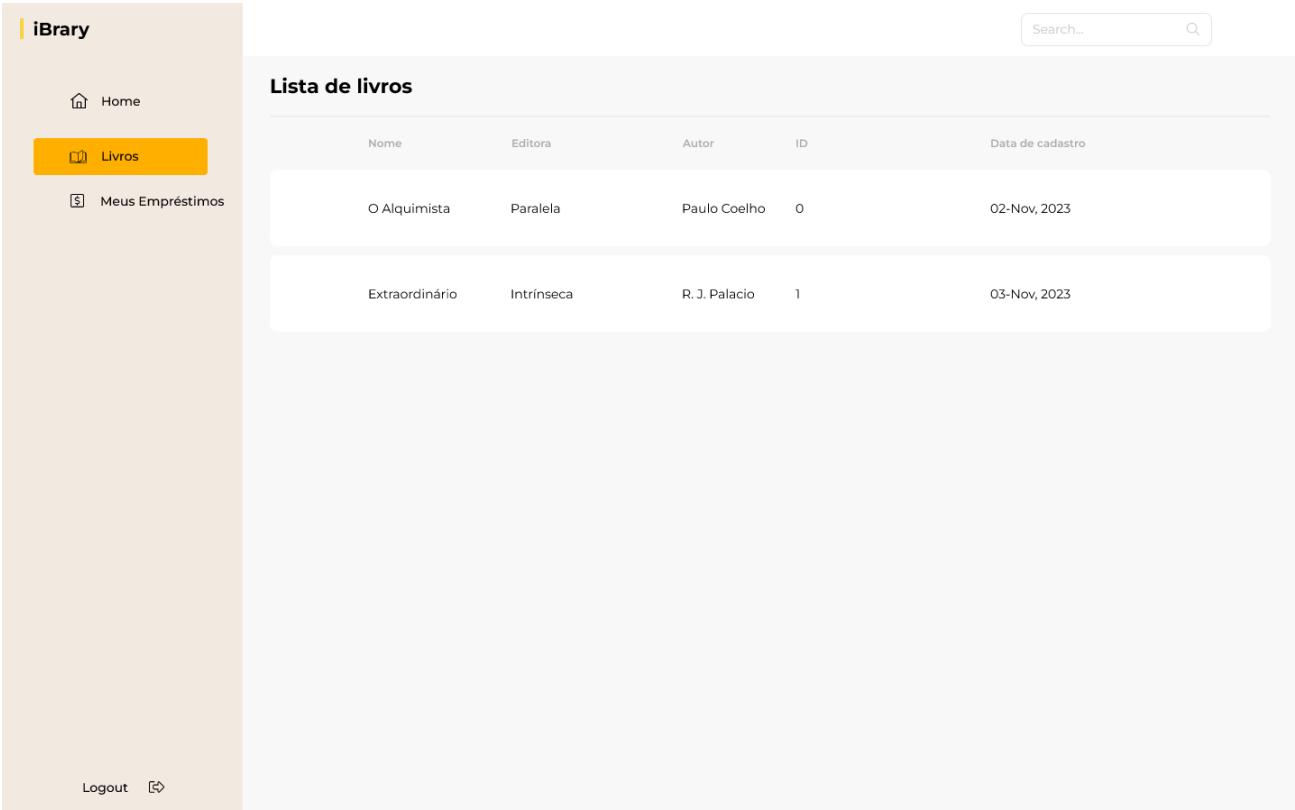 iBrary
Search...
Home
Livros
Meus Empréstimos
Logout
Lista de livros
Nome Editora Autor ID Data de cadastro
O Alquimista Paralela Paulo Coelho 0 02-Nov, 2023
Extraordinário Intrínseca R. J. Palacio 1 03-Nov, 2023